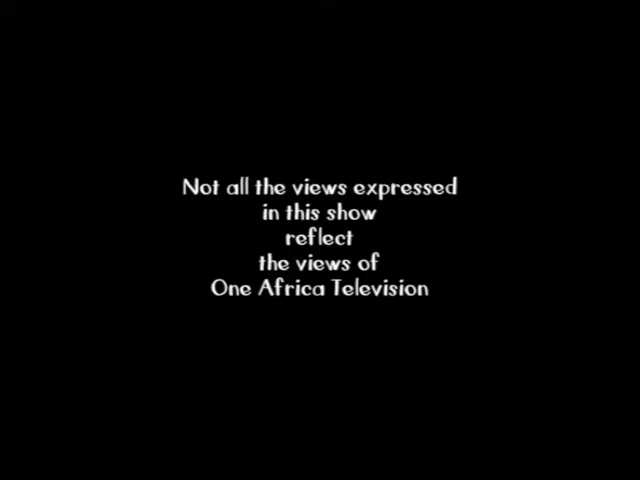 Not all the views expressed
in this show
reflect
the views of
One Africa Television